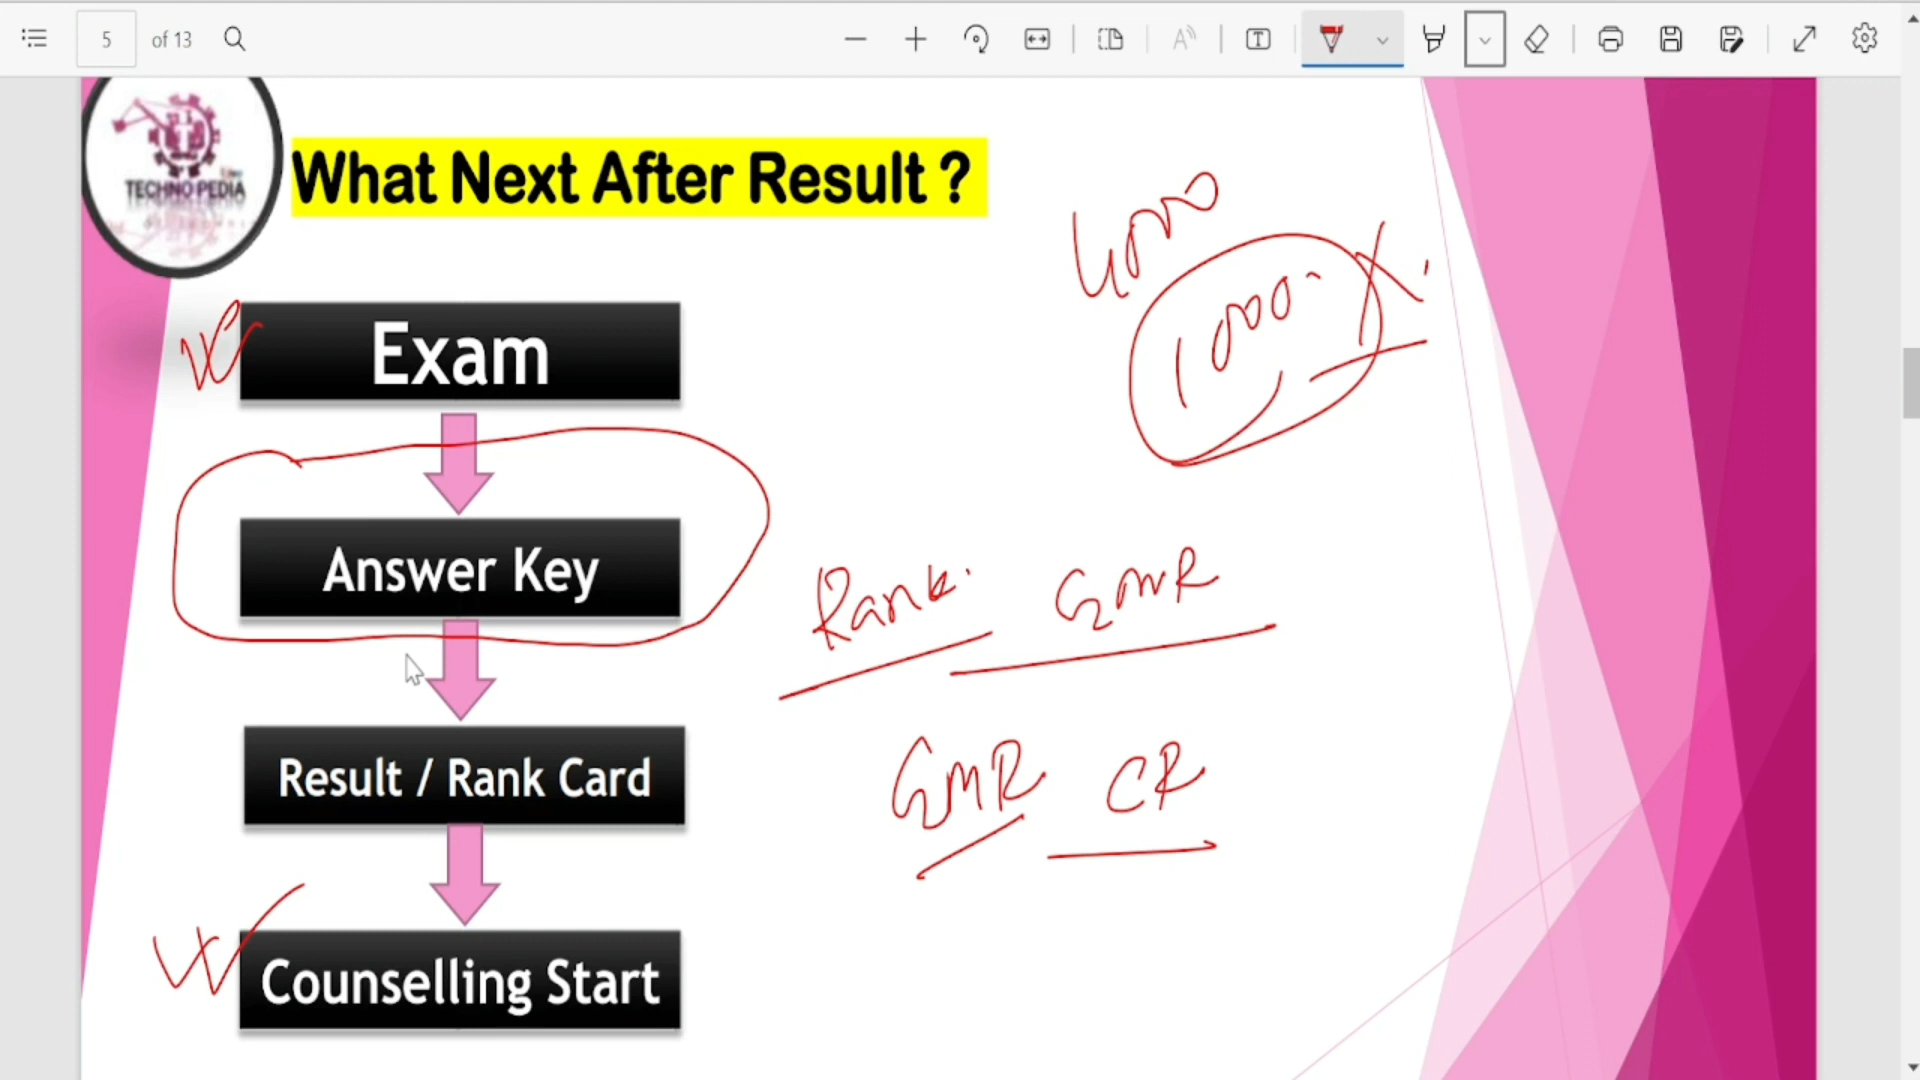 5 of 13
TECHNO PEDIA
What Next After Result ?
4000
1000- X.
Exam
Answer Key
Rank. GMR
Result / Rank Card
GMR CR
Counselling Start